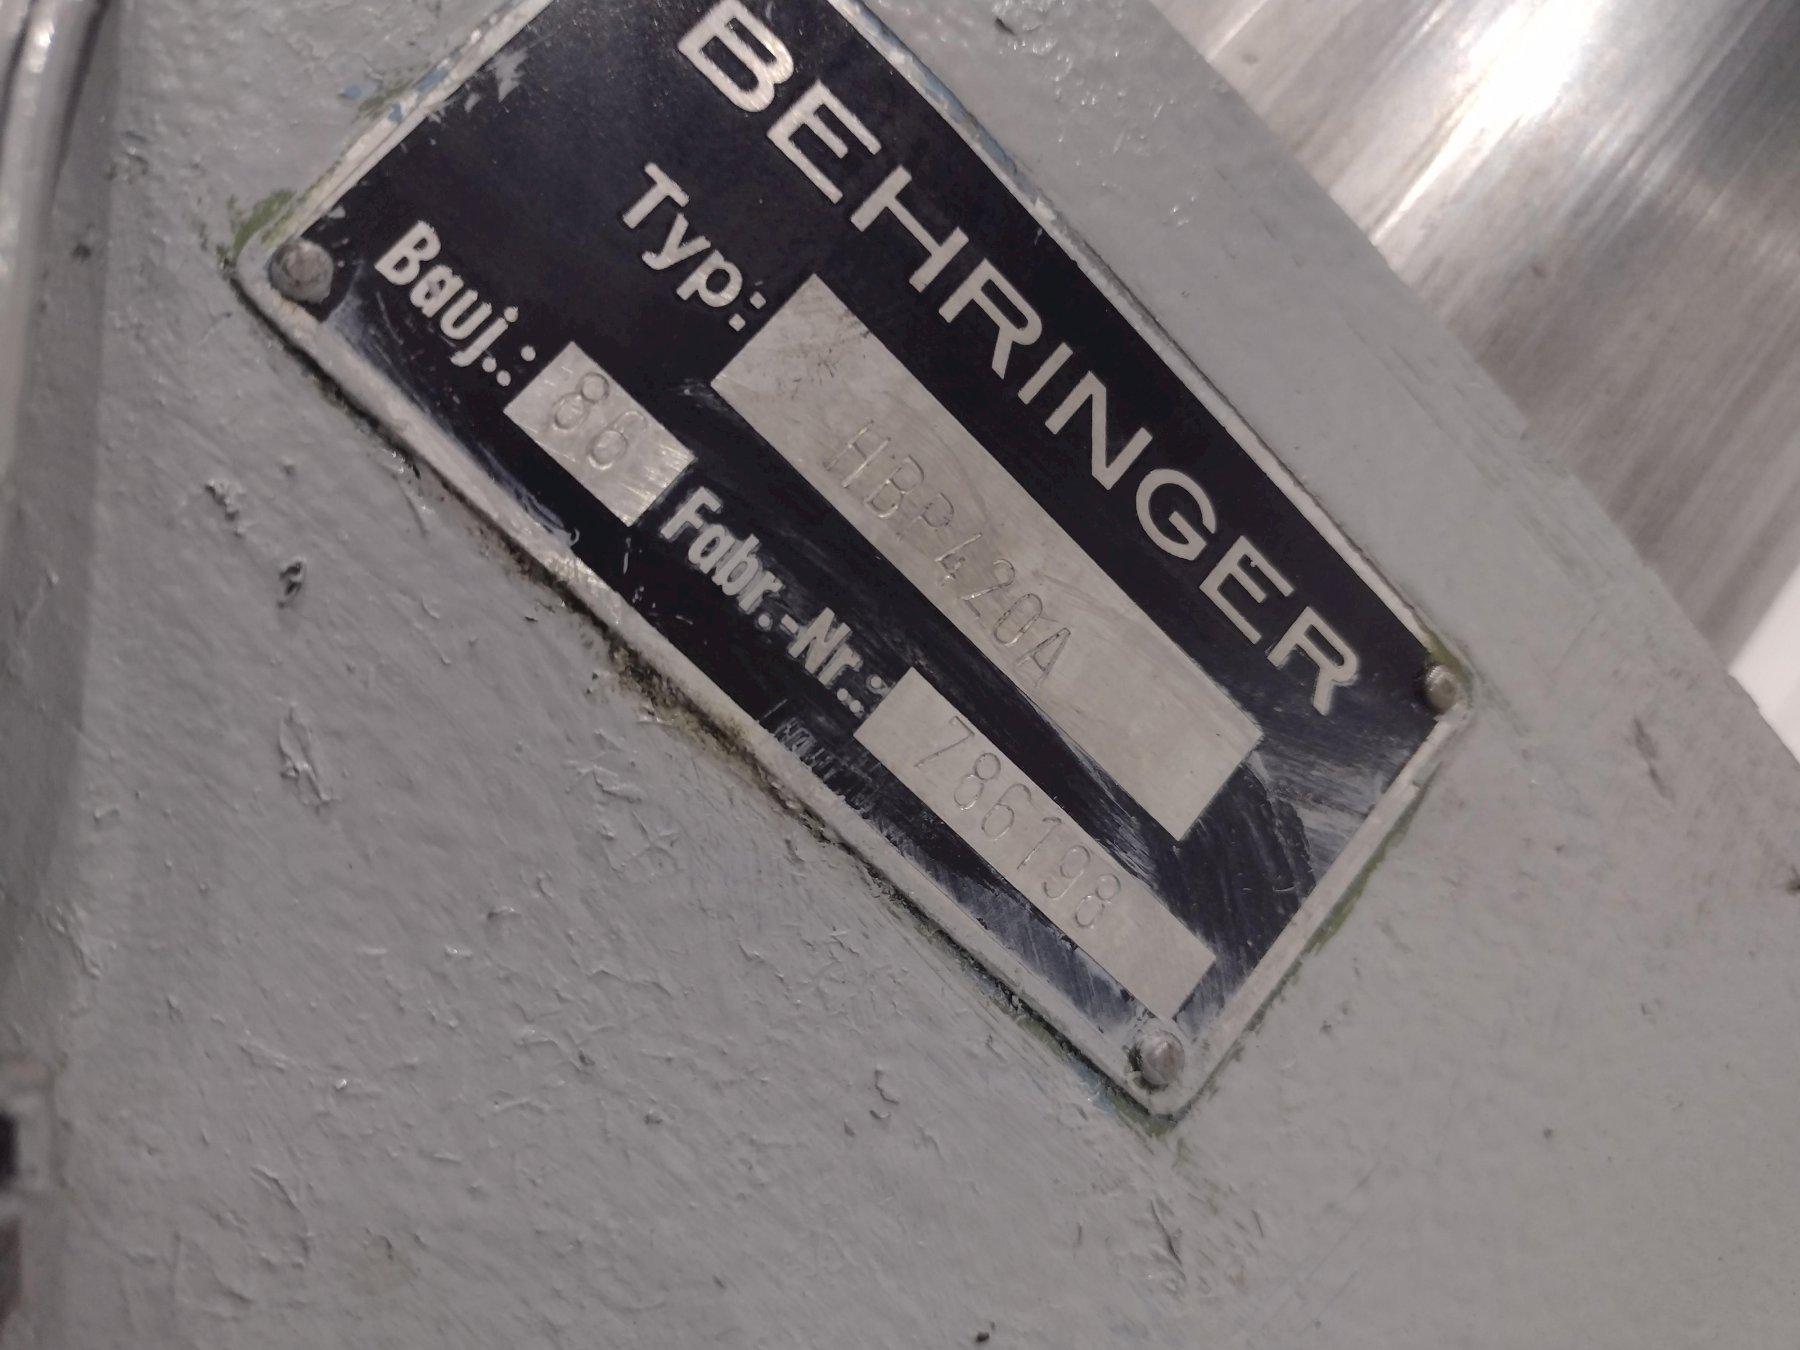 BEHRINGER
Typ: HBP420A
Bauj.: 86 Fabr.-Nr.: 786198